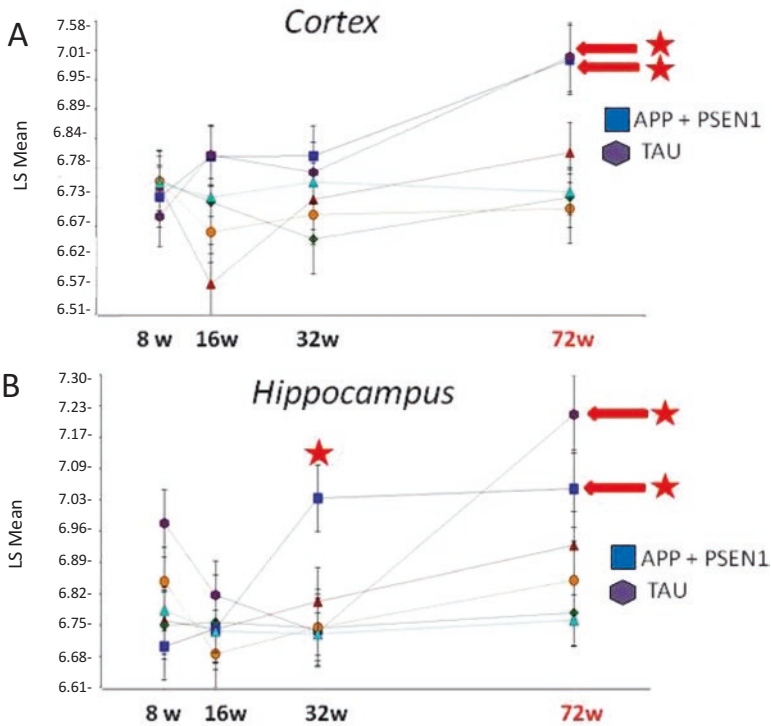 A
Cortex
LS Mean
7.58-
7.01-
6.95-
6.89-
6.84-
6.78-
6.73-
6.67-
6.62-
6.57-
6.51-
APP + PSEN1
TAU
8 w 16w 32w 72w
B
Hippocampus
LS Mean
7.30-
7.23-
7.17-
7.09-
7.03-
6.96-
6.89-
6.82-
6.75-
6.68-
6.61-
APP + PSEN1
TAU
8 w 16w 32w 72w